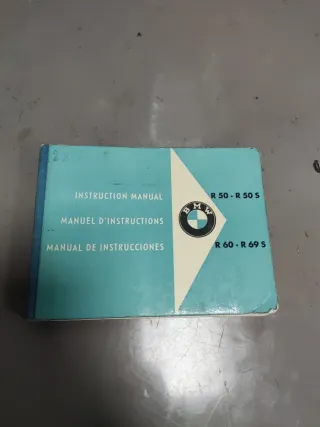 INSTRUCTION MANUAL
MANUEL D'INSTRUCTIONS
MANUAL DE INSTRUCCIONES
R 50 - R 50 S
BMW
R 60 - R 69 S